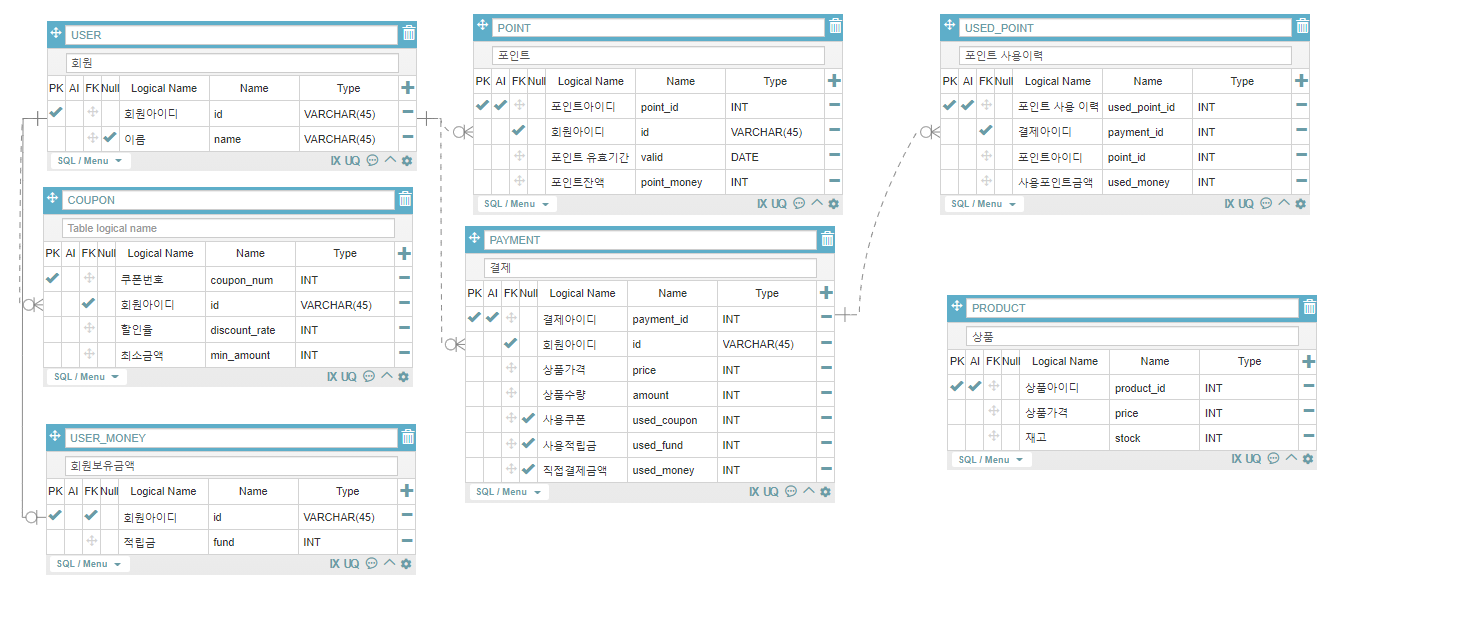 USER
회원
PK AI FK Null Logical Name Name Type
회원아이디 id VARCHAR(45)
이름 name VARCHAR(45)
SQL / Menu IX UQ
COUPON
Table logical name
PK AI FK Null Logical Name Name Type
쿠폰번호 coupon_num INT
회원아이디 id VARCHAR(45)
할인율 discount_rate INT
최소금액 min_amount INT
SQL / Menu IX UQ
USER_MONEY
회원보유금액
PK AI FK Null Logical Name Name Type
회원아이디 id VARCHAR(45)
적립금 fund INT
SQL / Menu IX UQ
POINT
포인트
PK AI FK Null Logical Name Name Type
포인트아이디 point_id INT
회원아이디 id VARCHAR(45)
포인트 유효기간 valid DATE
포인트잔액 point_money INT
SQL / Menu IX UQ
PAYMENT
결제
PK AI FK Null Logical Name Name Type
결제아이디 payment_id INT
회원아이디 id VARCHAR(45)
상품가격 price INT
상품수량 amount INT
사용쿠폰 used_coupon INT
사용적립금 used_fund INT
직접결제금액 used_money INT
SQL / Menu IX UQ
USED_POINT
포인트 사용이력
PK AI FK Null Logical Name Name Type
포인트 사용 이력 used_point_id INT
결제아이디 payment_id INT
포인트아이디 point_id INT
사용포인트금액 used_money INT
SQL / Menu IX UQ
PRODUCT
상품
PK AI FK Null Logical Name Name Type
상품아이디 product_id INT
상품가격 price INT
재고 stock INT
SQL / Menu IX UQ